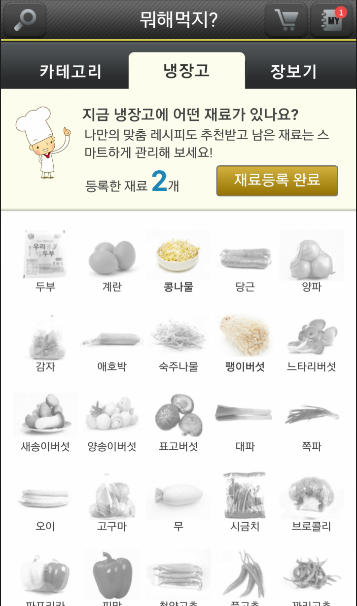 뭐해먹지?
MY
1
카테고리 냉장고 장보기
지금 냉장고에 어떤 재료가 있나요?
나만의 맞춤 레시피도 추천받고 남은 재료는 스
마트하게 관리해 보세요!
등록한 재료 2개 재료등록 완료
우리
두부
두부 계란 콩나물 당근 양파
감자 애호박 숙주나물 팽이버섯 느타리버섯
새송이버섯 양송이버섯 표고버섯 대파 쪽파
오이 고구마 무 시금치 브로콜리
파프리카 피망 청양고추 풋고추 꽈리고추